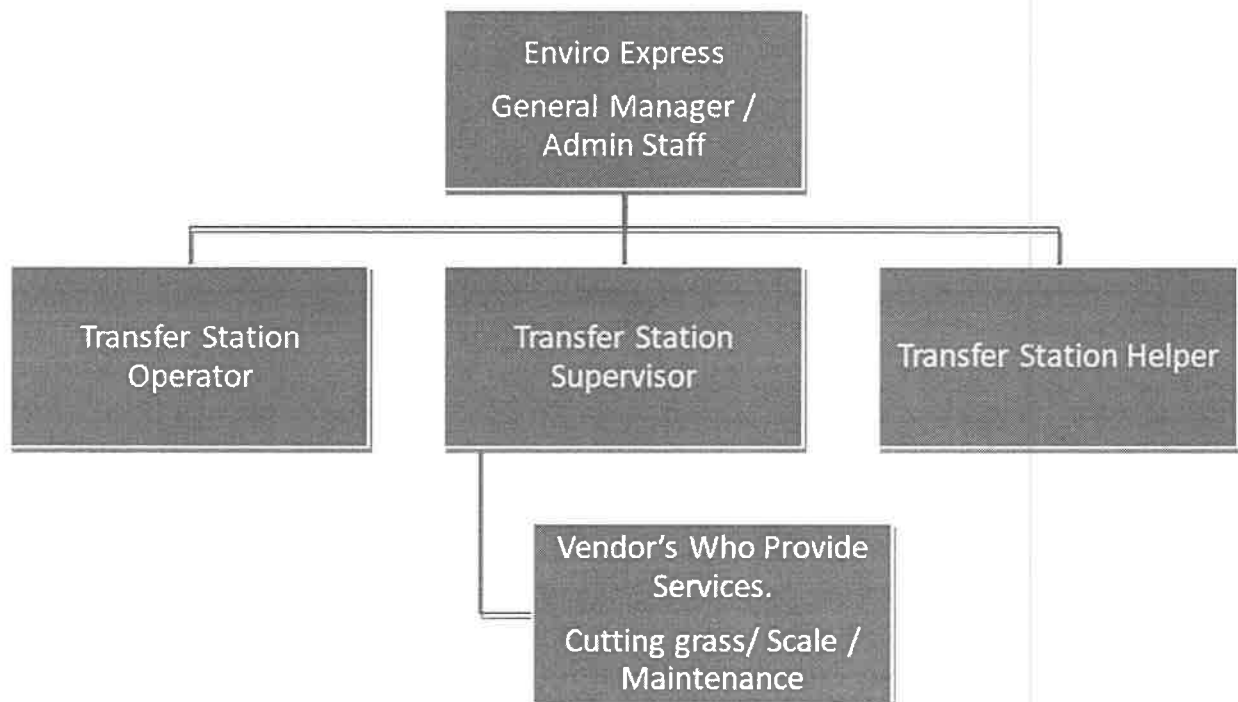 Enviro Express
General Manager /
Admin Staff
Transfer Station
Operator
Transfer Station
Supervisor
Transfer Station Helper
Vendor's Who Provide
Services.
Cutting grass/ Scale /
Maintenance